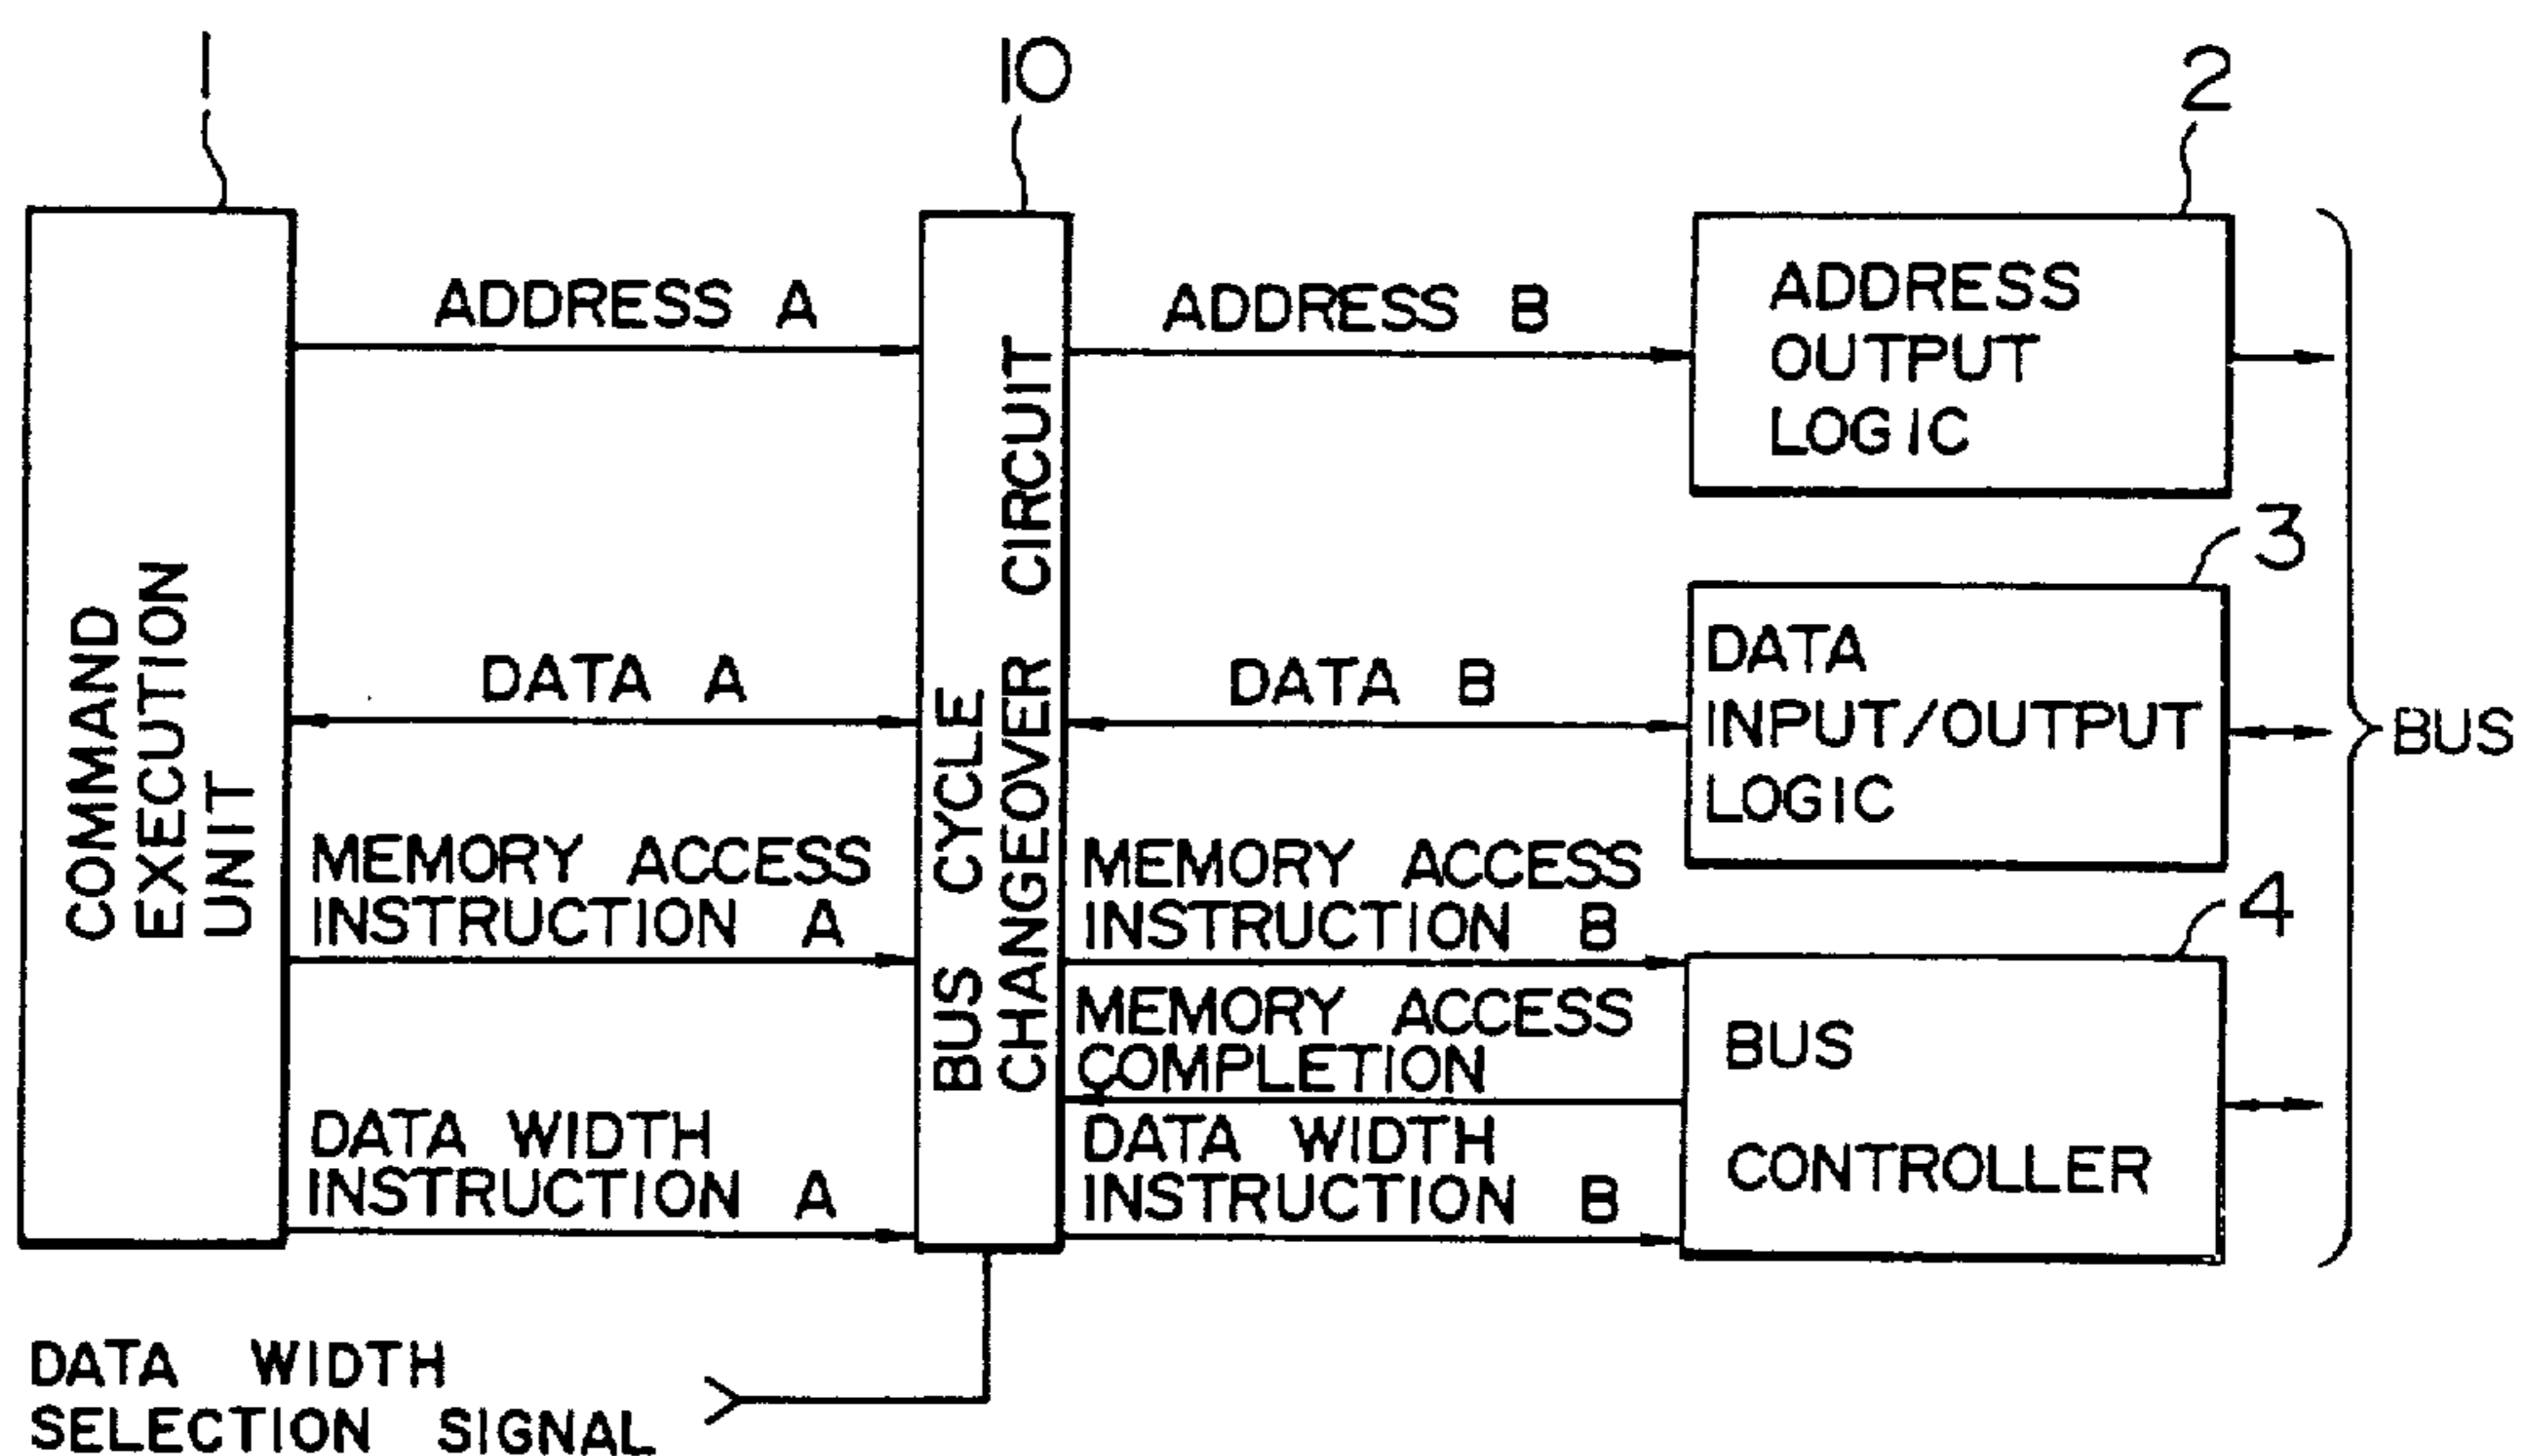 1
10
2
COMMAND
EXECUTION
UNIT
ADDRESS A
DATA A
MEMORY ACCESS
INSTRUCTION A
DATA WIDTH
INSTRUCTION A
BUS CYCLE
CHANGEOVER CIRCUIT
ADDRESS B
DATA B
MEMORY ACCESS
INSTRUCTION B
MEMORY ACCESS
COMPLETION
DATA WIDTH
INSTRUCTION B
ADDRESS
OUTPUT
LOGIC
3
DATA
INPUT/OUTPUT
LOGIC
4
BUS
CONTROLLER
BUS
DATA WIDTH
SELECTION SIGNAL